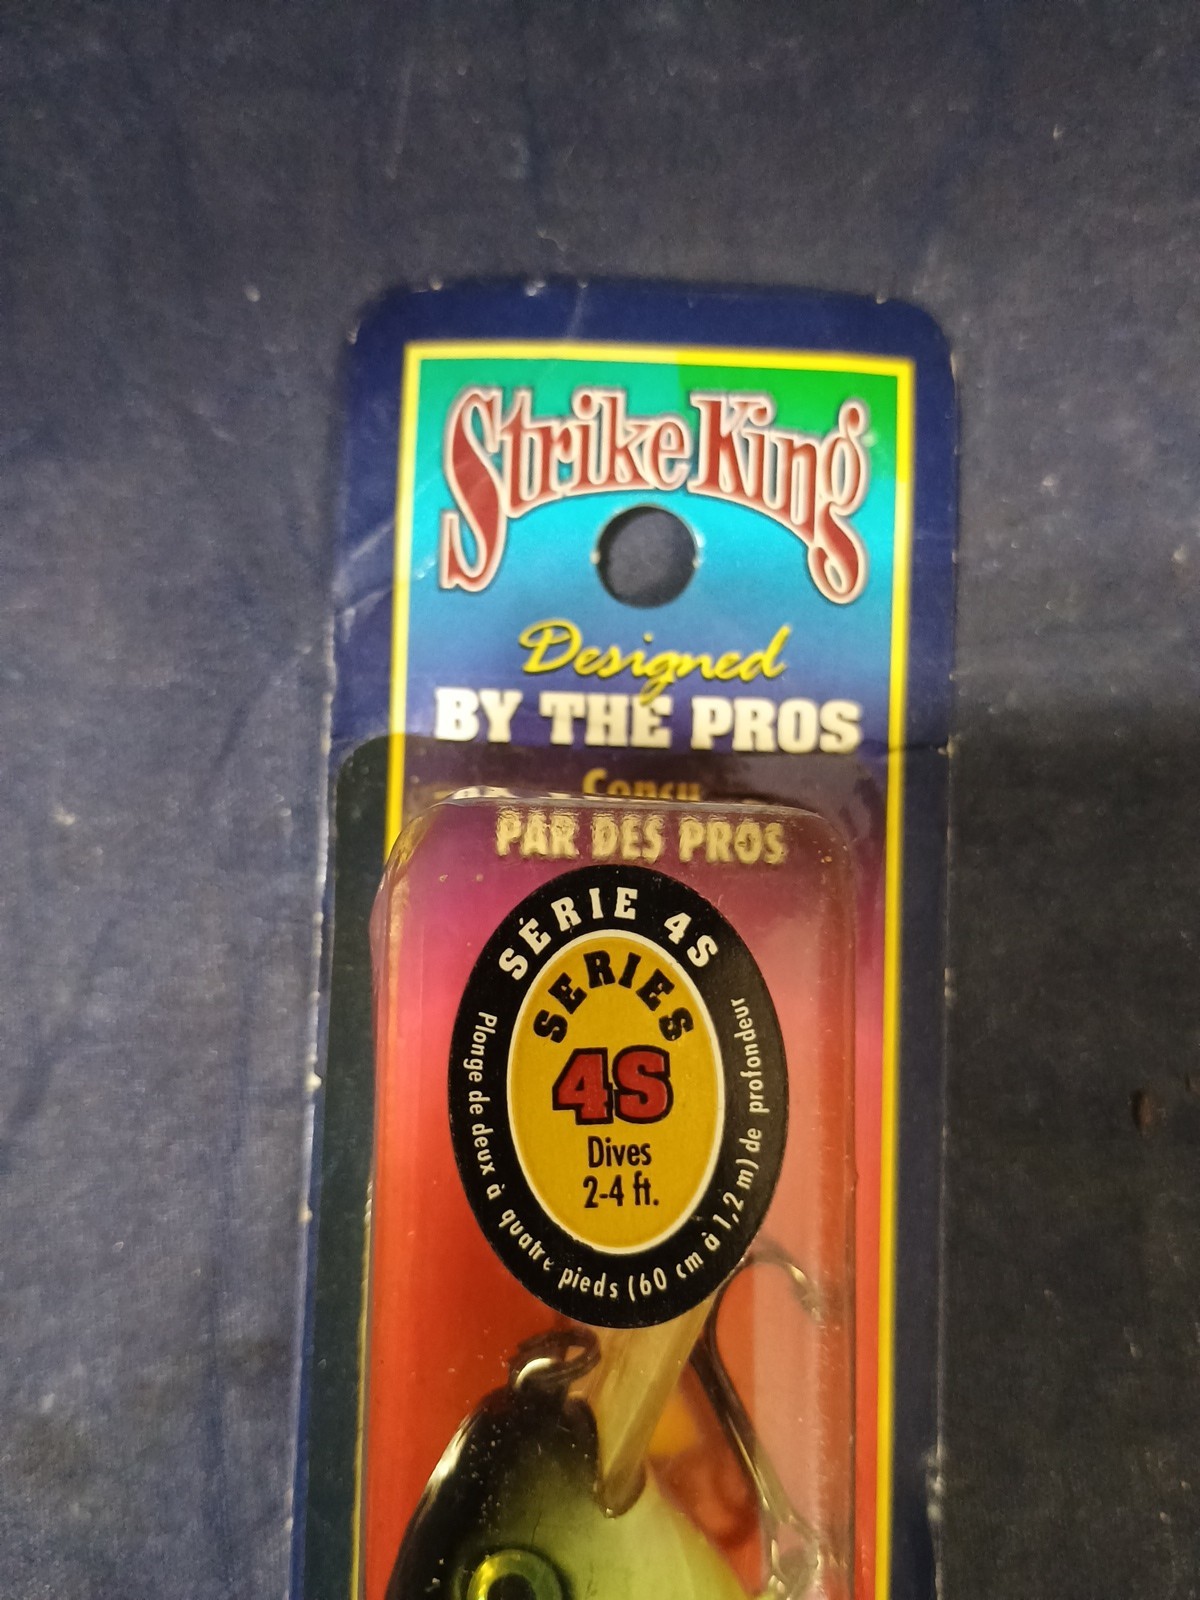 Strike King
Designed
BY THE PROS
Concu
PAR DES PROS
SÉRIE 4S
SERIES
4S
Dives
2-4 ft.
Plonge de deux à quatre pieds (60 cm à 1,2 m) de profondeur